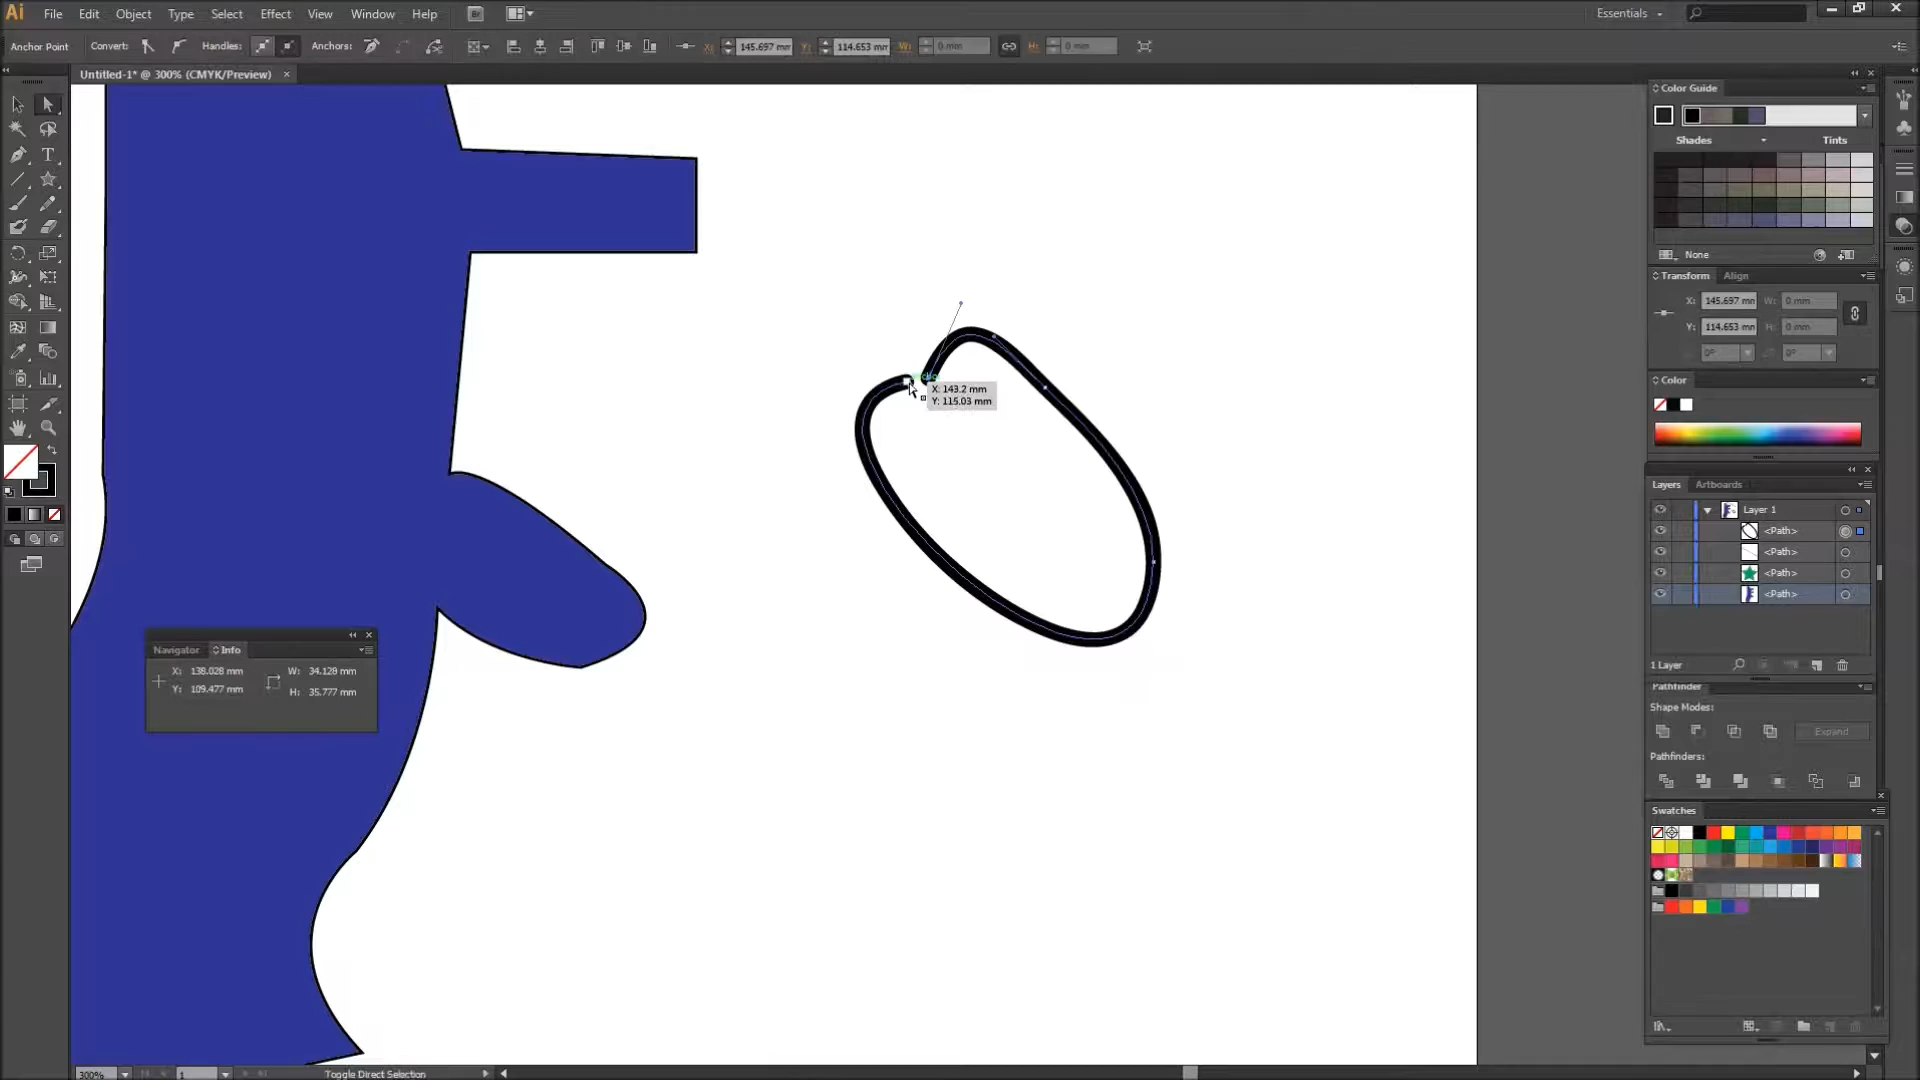 Ai File Edit Object Type Select Effect View Window Help Br Essentials
Anchor Point Convert: Handles: Anchors: X: 145.697 mm Y: 114.653 mm W: 0 mm H: 0 mm
Untitled-1* @ 300% (CMYK/Preview) ×
Color Guide
Shades Tints
None
Transform Align
X: 145.697 mm W: 0 mm
Y: 114.653 mm H: 0 mm
0° 0°
Color
X: 143.2 mm
Y: 115.03 mm
Layers Artboards
Layer 1
<Path>
<Path>
<Path>
<Path>
1 Layer
Navigator Info
X: 138.028 mm W: 34.128 mm
Y: 109.477 mm H: 35.777 mm
Pathfinder
Shape Modes:
Expand
Pathfinders:
Swatches
300% 1 Toggle Direct Selection